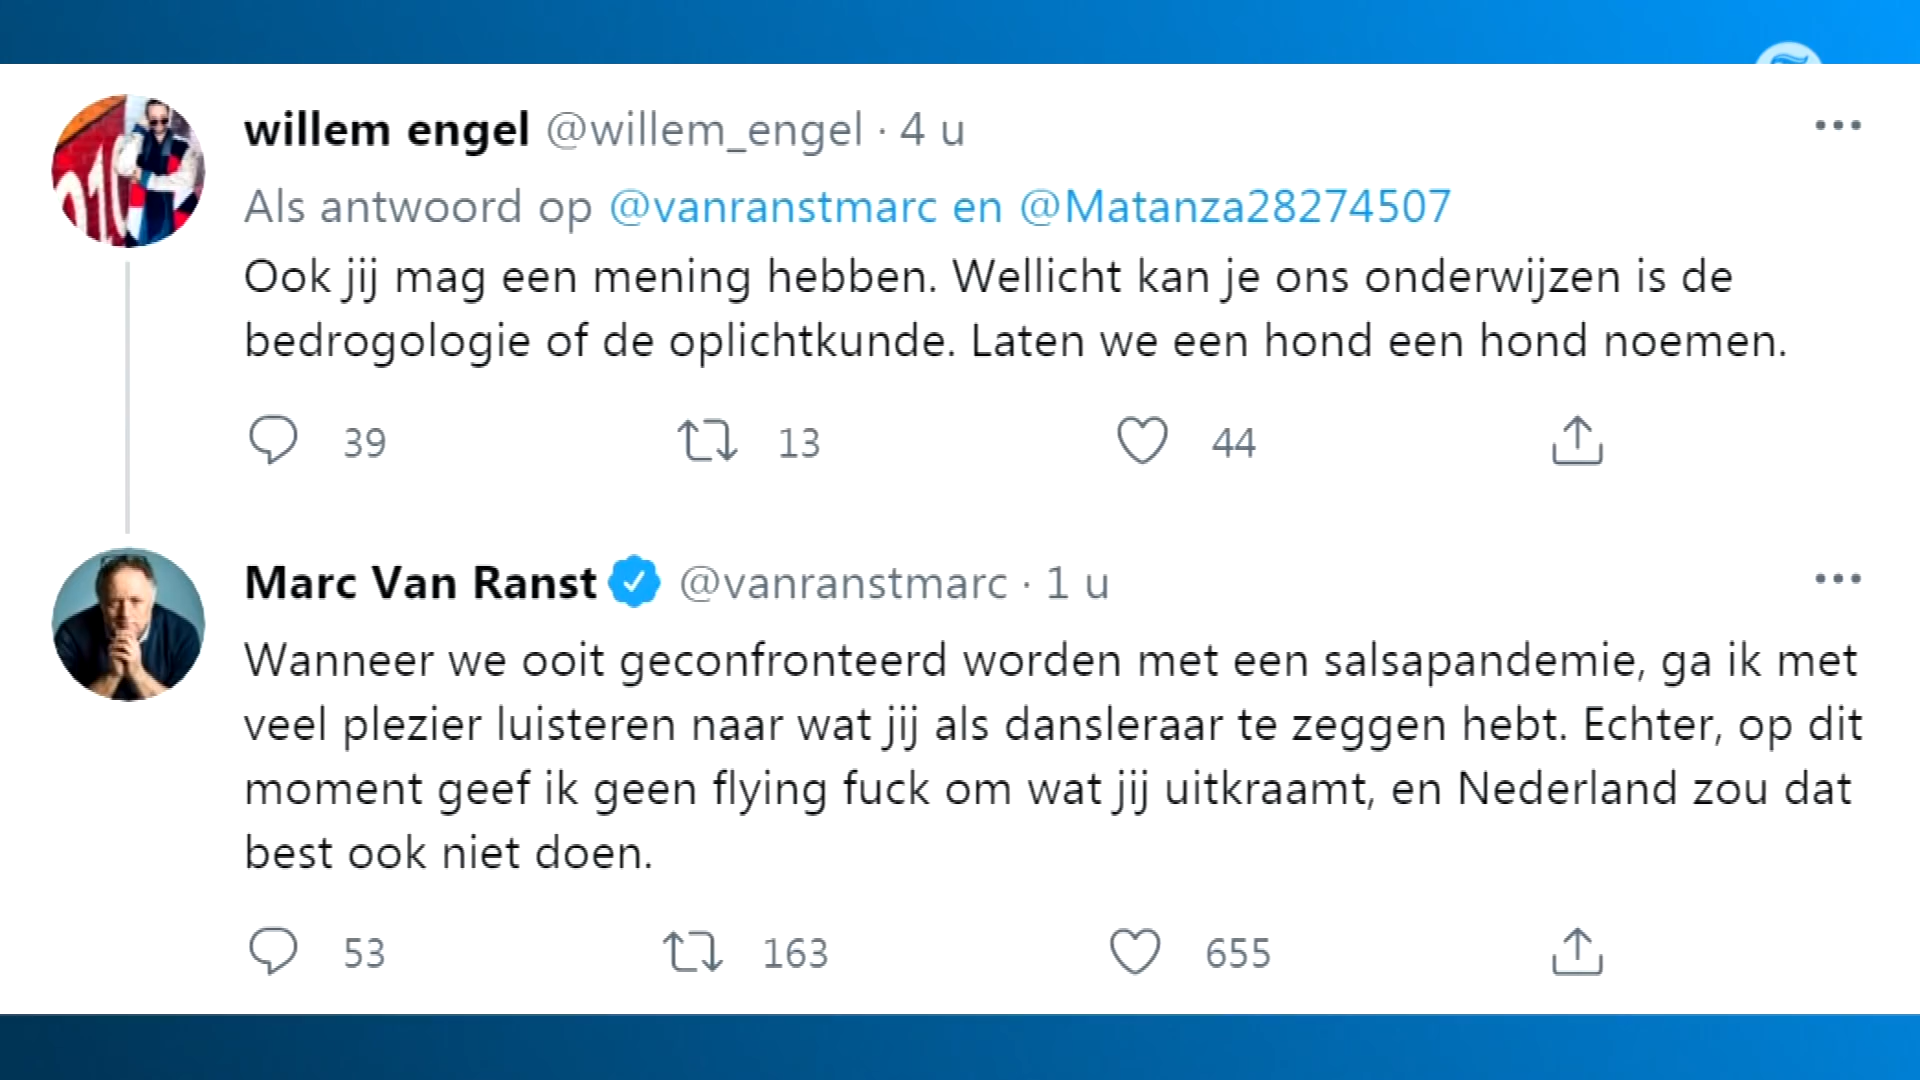 willem engel @willem_engel · 4 u
Als antwoord op @vanranstmarc en @Matanza28274507
Ook jij mag een mening hebben. Wellicht kan je ons onderwijzen is de
bedrogologie of de oplichtkunde. Laten we een hond een hond noemen.
39 13 44
Marc Van Ranst @vanranstmarc · 1 u
Wanneer we ooit geconfronteerd worden met een salsapandemie, ga ik met
veel plezier luisteren naar wat jij als dansleraar te zeggen hebt. Echter, op dit
moment geef ik geen flying fuck om wat jij uitkraamt, en Nederland zou dat
best ook niet doen.
53 163 655